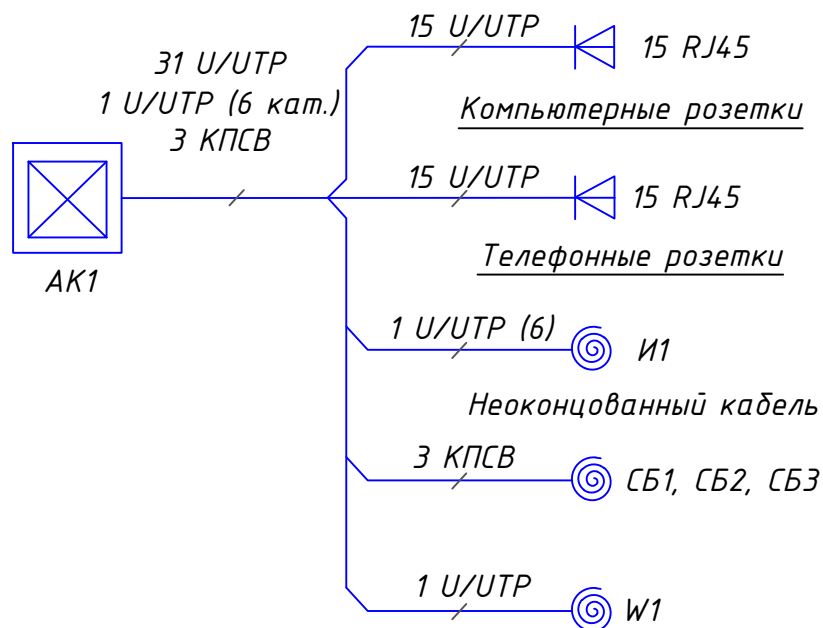 15 U/UTP
15 RJ45
31 U/UTP
1 U/UTP (6 кат.)
3 КПСВ
Компьютерные розетки
15 U/UTP
15 RJ45
АК1
Телефонные розетки
1 U/UTP (6)
И1
Неоконцованный кабель
3 КПСВ
СБ1, СБ2, СБ3
1 U/UTP
W1